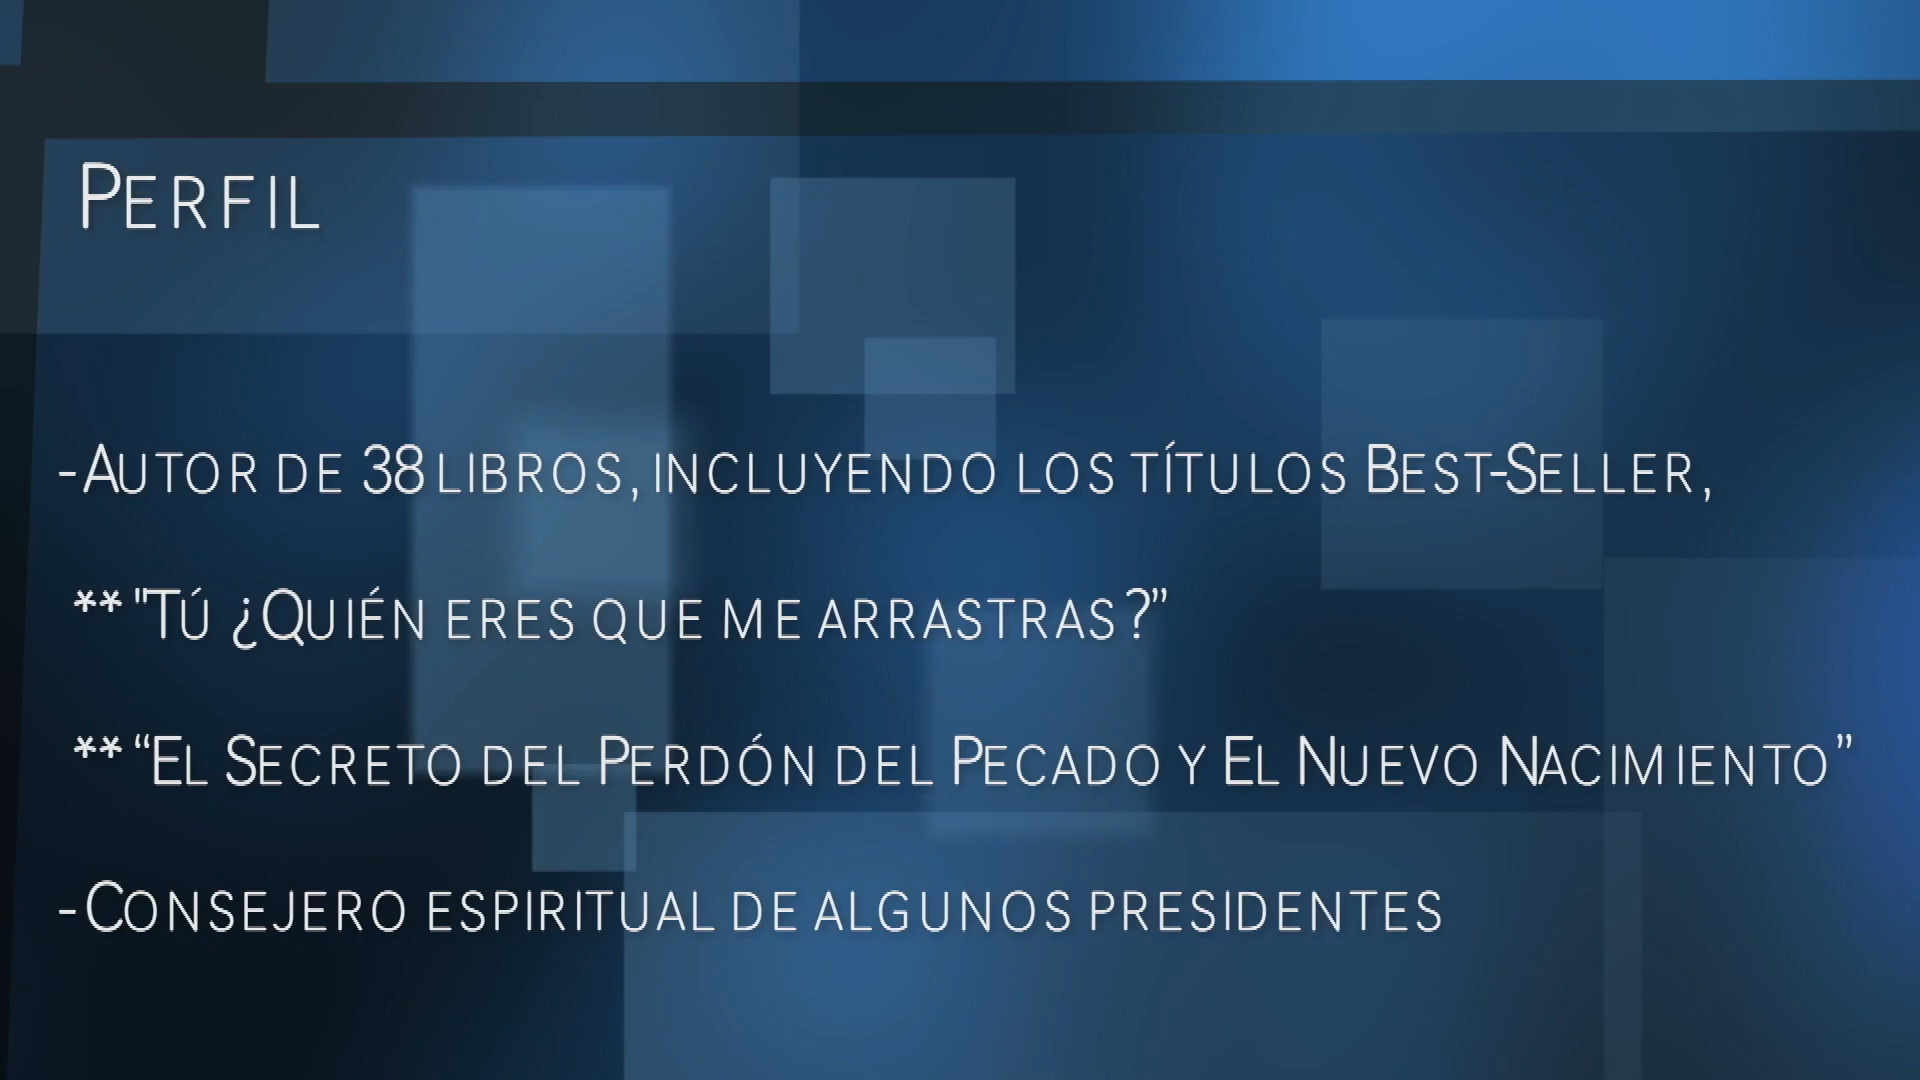 Perfil
-Autor de 38 libros, incluyendo los títulos Best-Seller,
** "Tú ¿Quién eres que me arrastras?”
** “El Secreto del Perdón del Pecado y El Nuevo Nacimiento”
-Consejero espiritual de algunos presidentes